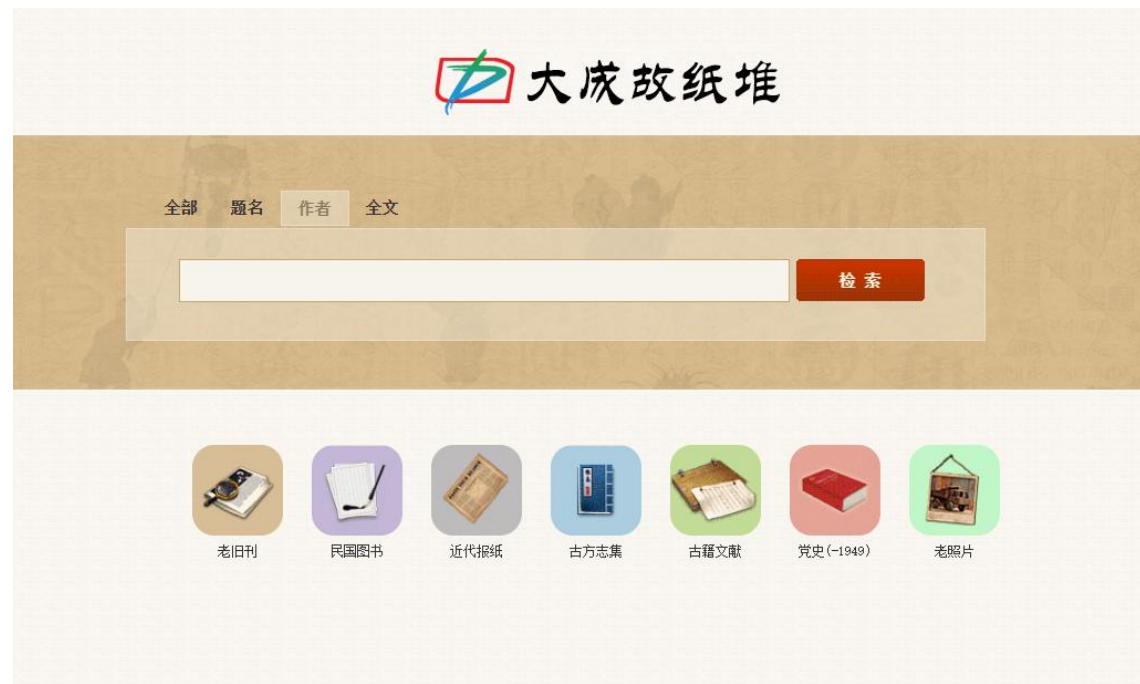 大成故纸堆
全部 题名 作者 全文
检索
老旧刊 民国图书 近代报纸 古方志集 古籍文献 党史(-1949) 老照片